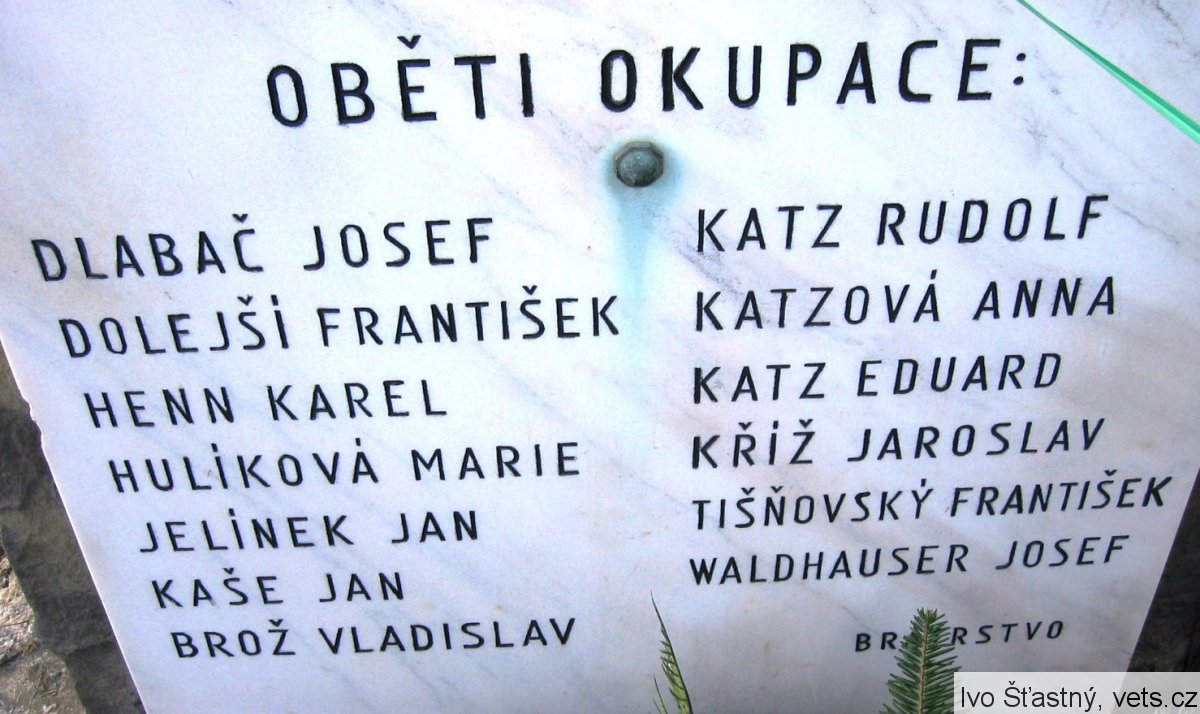 OBĚTI OKUPACE:
DLABAČ JOSEF
DOLEJŠÍ FRANTIŠEK
HENN KAREL
HULÍKOVÁ MARIE
JELÍNEK JAN
KAŠE JAN
BROŽ VLADISLAV
KATZ RUDOLF
KATZOVÁ ANNA
KATZ EDUARD
KŘÍŽ JAROSLAV
TIŠŇOVSKÝ FRANTIŠEK
WALDHAUSER JOSEF
Ivo Šťastný, vets.cz